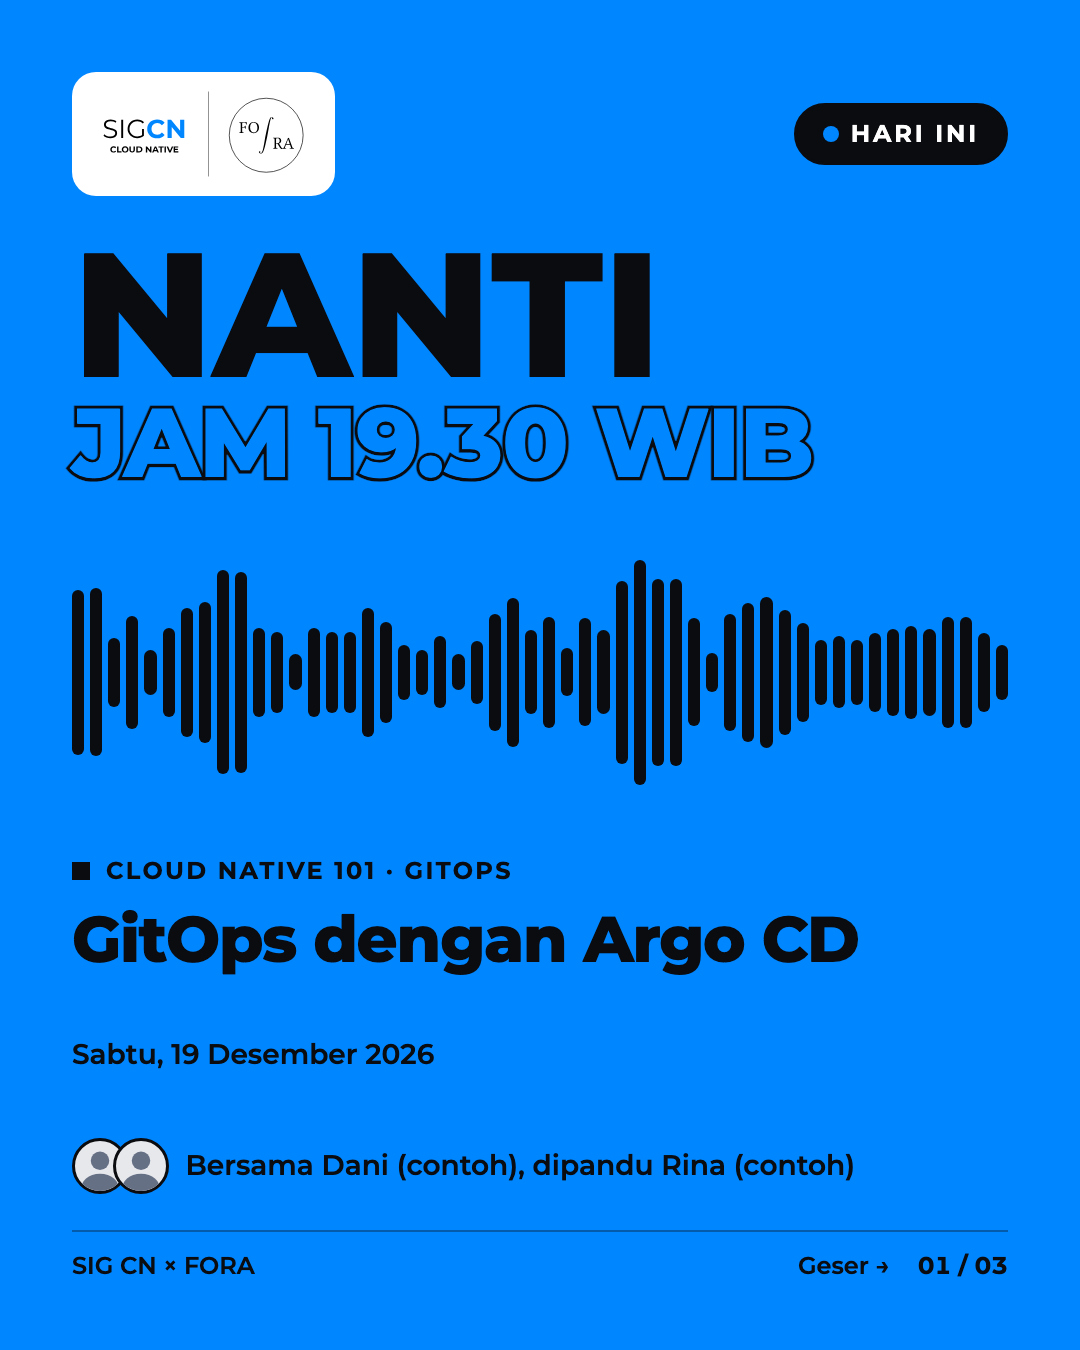 SIGCN
CLOUD NATIVE
FO RA
HARI INI
NANTI
JAM 19.30 WIB
CLOUD NATIVE 101 · GITOPS
GitOps dengan Argo CD
Sabtu, 19 Desember 2026
Bersama Dani (contoh), dipandu Rina (contoh)
SIG CN × FORA
Geser → 01 / 03